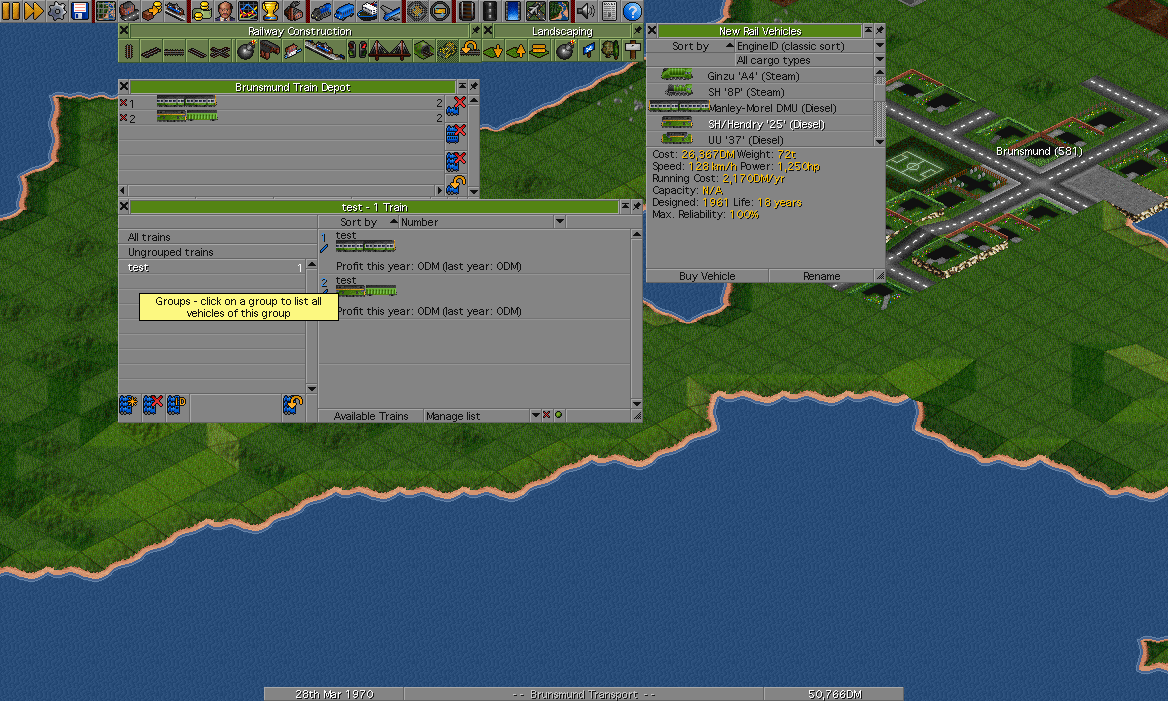 Railway Construction
Landscaping
New Rail Vehicles
Sort by EngineID (classic sort)
All cargo types
Ginzu 'A4' (Steam)
SH '8P' (Steam)
Manley-Morel DMU (Diesel)
SH/Hendry '25' (Diesel)
UU '37' (Diesel)
Cost: 26,367DM Weight: 72t
Speed: 128km/h Power: 1,250hp
Running Cost: 2,170DM/yr
Capacity: N/A
Designed: 1961 Life: 18 years
Max. Reliability: 100%
Buy Vehicle
Rename
Brunsmund Train Depot
1 2
2 2
test - 1 Train
Sort by Number
All trains
Ungrouped trains
test 1
1 test
Profit this year: 0DM (last year: 0DM)
2 test
Profit this year: 0DM (last year: 0DM)
Groups - click on a group to list all
vehicles of this group
Available Trains
Manage list
Brunsmund (581)
28th Mar 1970
-- Brunsmund Transport --
50,766DM